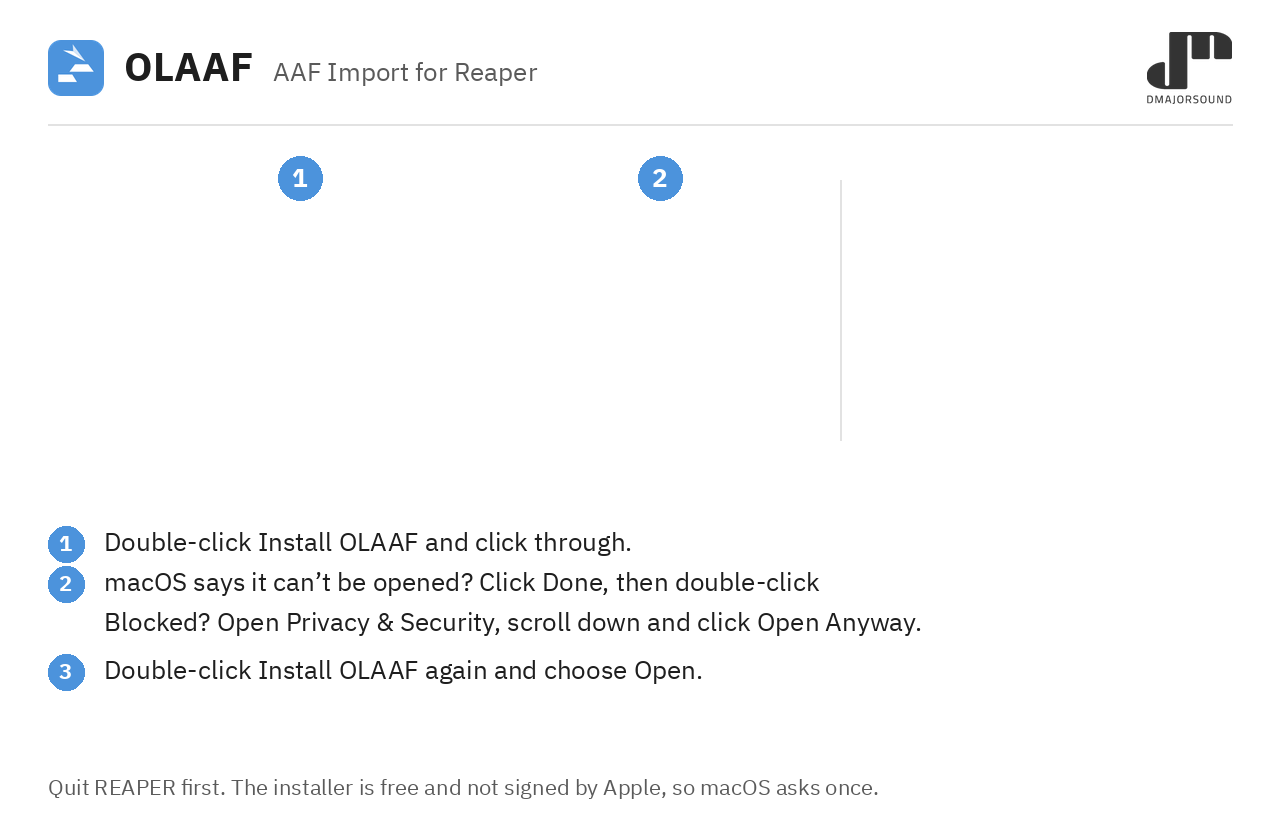 OLAAF AAF Import for Reaper
DMAJORSOUND
1 2
1 Double-click Install OLAAF and click through.
2 macOS says it can’t be opened? Click Done, then double-click
Blocked? Open Privacy & Security, scroll down and click Open Anyway.
3 Double-click Install OLAAF again and choose Open.
Quit REAPER first. The installer is free and not signed by Apple, so macOS asks once.